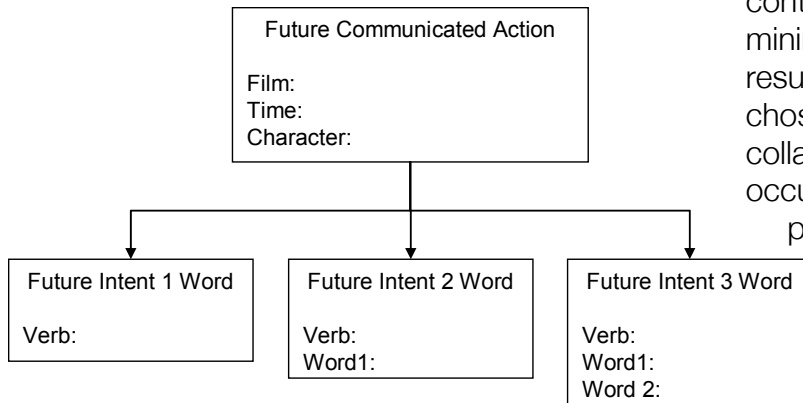 Future Communicated Action
Film:
Time:
Character:
Future Intent 1 Word
Verb:
Future Intent 2 Word
Verb:
Word1:
Future Intent 3 Word
Verb:
Word1:
Word 2: